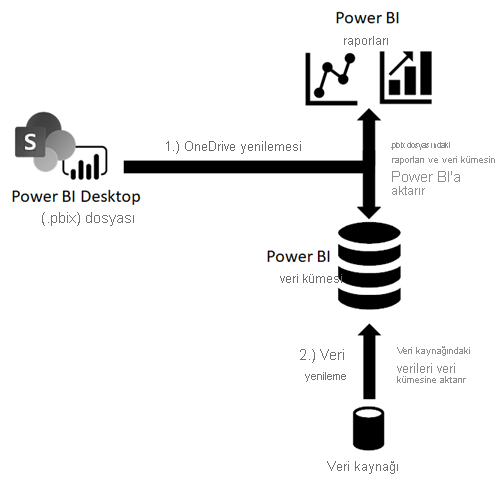 Power BI
raporları
S
1.) OneDrive yenilemesi
.pbix dosyasındaki
raporları ve veri kümesin
Power BI'a
aktarır
Power BI Desktop
(.pbix) dosyası
Power BI
veri kümesi
2.) Veri
yenileme
Veri kaynağındaki
verileri veri
kümesine aktarır
Veri kaynağı